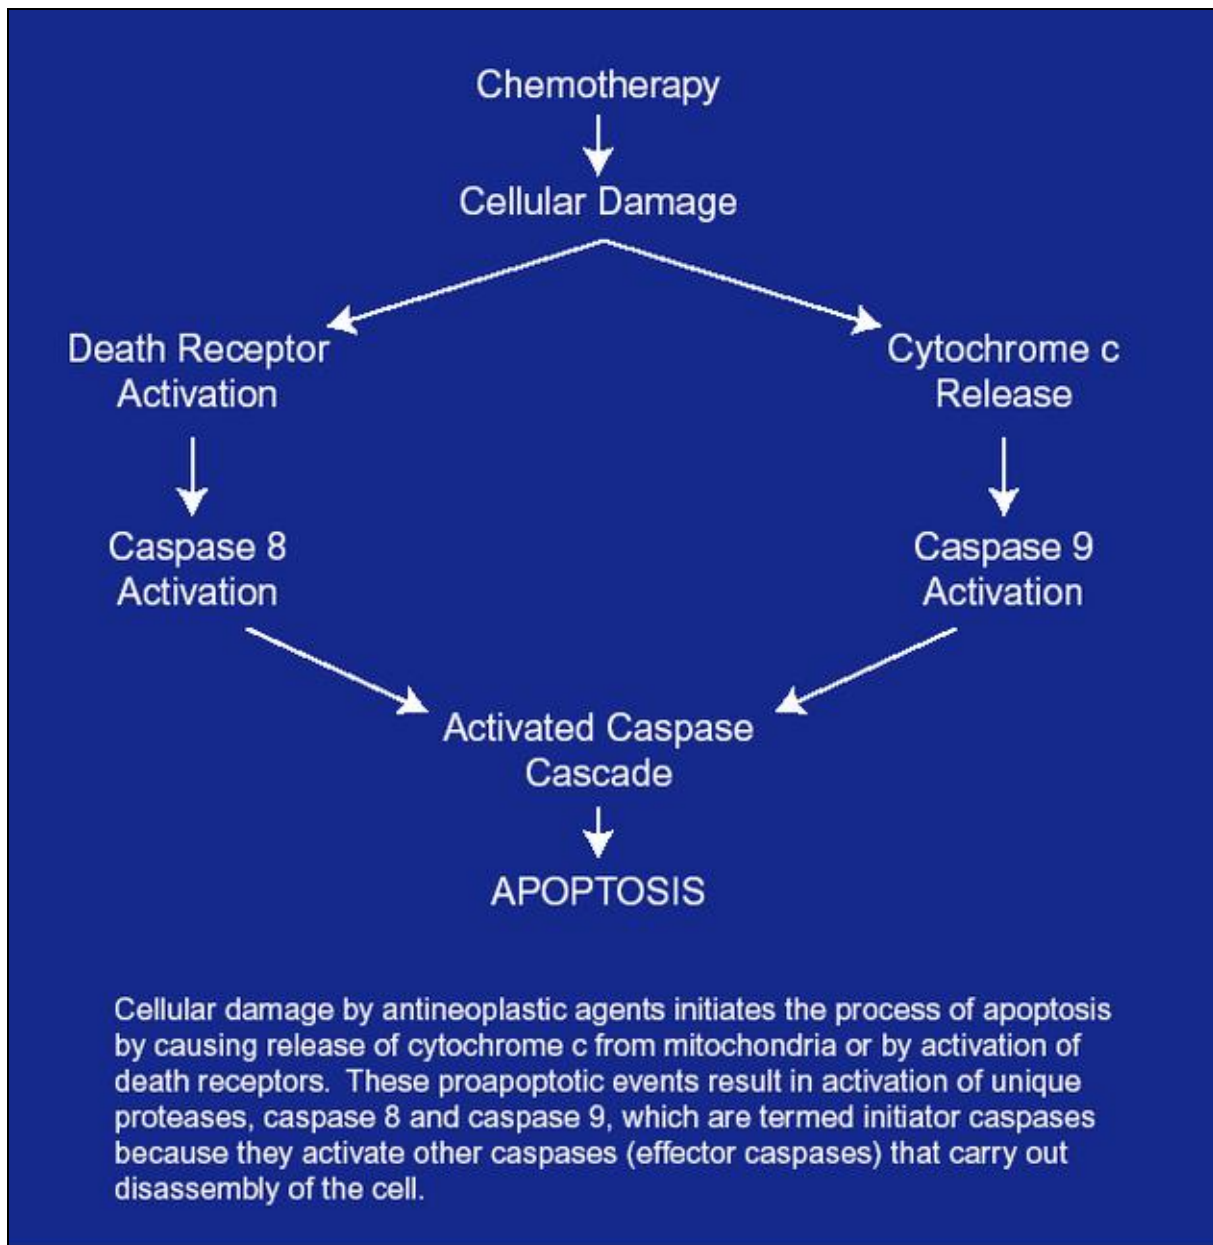 Chemotherapy
Cellular Damage
Death Receptor
Activation
Cytochrome c
Release
Caspase 8
Activation
Caspase 9
Activation
Activated Caspase
Cascade
APOPTOSIS
Cellular damage by antineoplastic agents initiates the process of apoptosis
by causing release of cytochrome c from mitochondria or by activation of
death receptors.  These proapoptotic events result in activation of unique
proteases, caspase 8 and caspase 9, which are termed initiator caspases
because they activate other caspases (effector caspases) that carry out
disassembly of the cell.